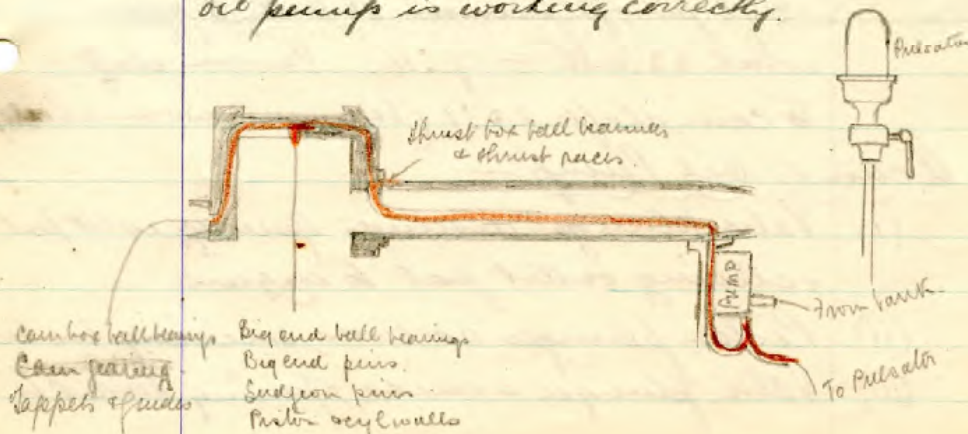 oil pump is working correctly.
Pulsator
Thrust box ball bearings
& thrust races.
PUMP
From tank
To Pulsator
Cam box ball bearings
Cam gearing
Tappets & guides
Big end ball bearings
Big end pins.
Gudgeon pins
Piston & cyl walls